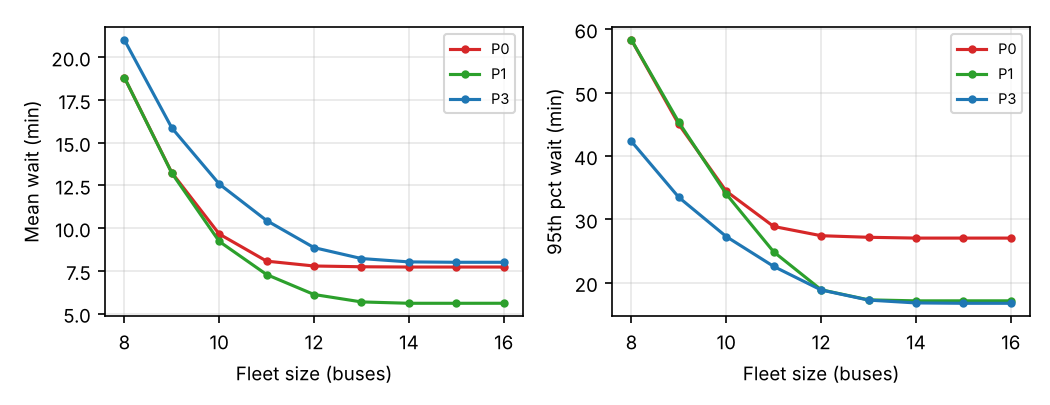 Mean wait (min)
20.0
17.5
15.0
12.5
10.0
7.5
5.0
8 10 12 14 16
Fleet size (buses)
P0
P1
P3
95th pct wait (min)
60
50
40
30
20
8 10 12 14 16
Fleet size (buses)
P0
P1
P3